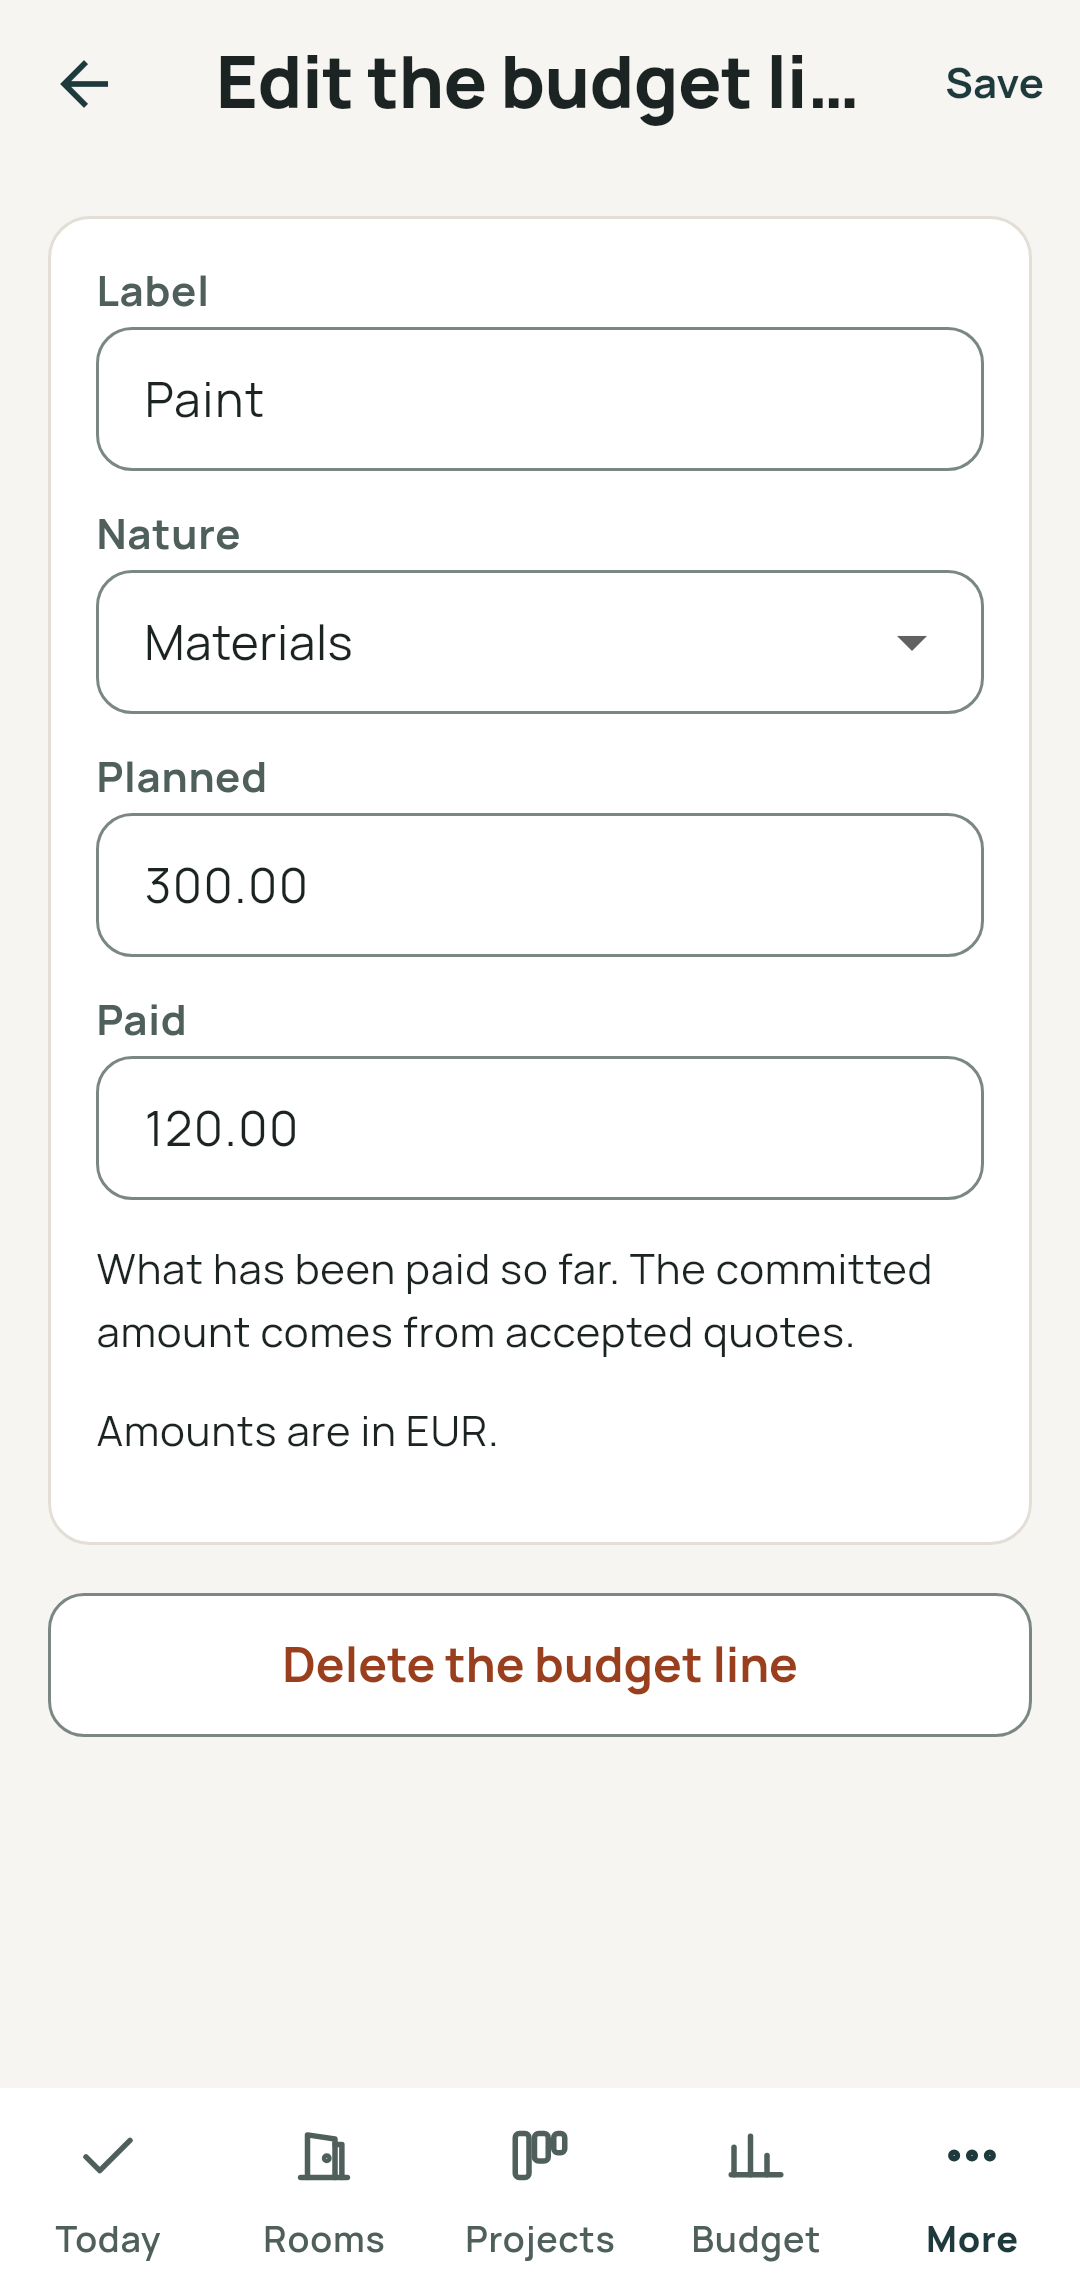 Edit the budget li...
Save
Label
Paint
Nature
Materials
Planned
300.00
Paid
120.00
What has been paid so far. The committed
amount comes from accepted quotes.
Amounts are in EUR.
Delete the budget line
Today
Rooms
Projects
Budget
More